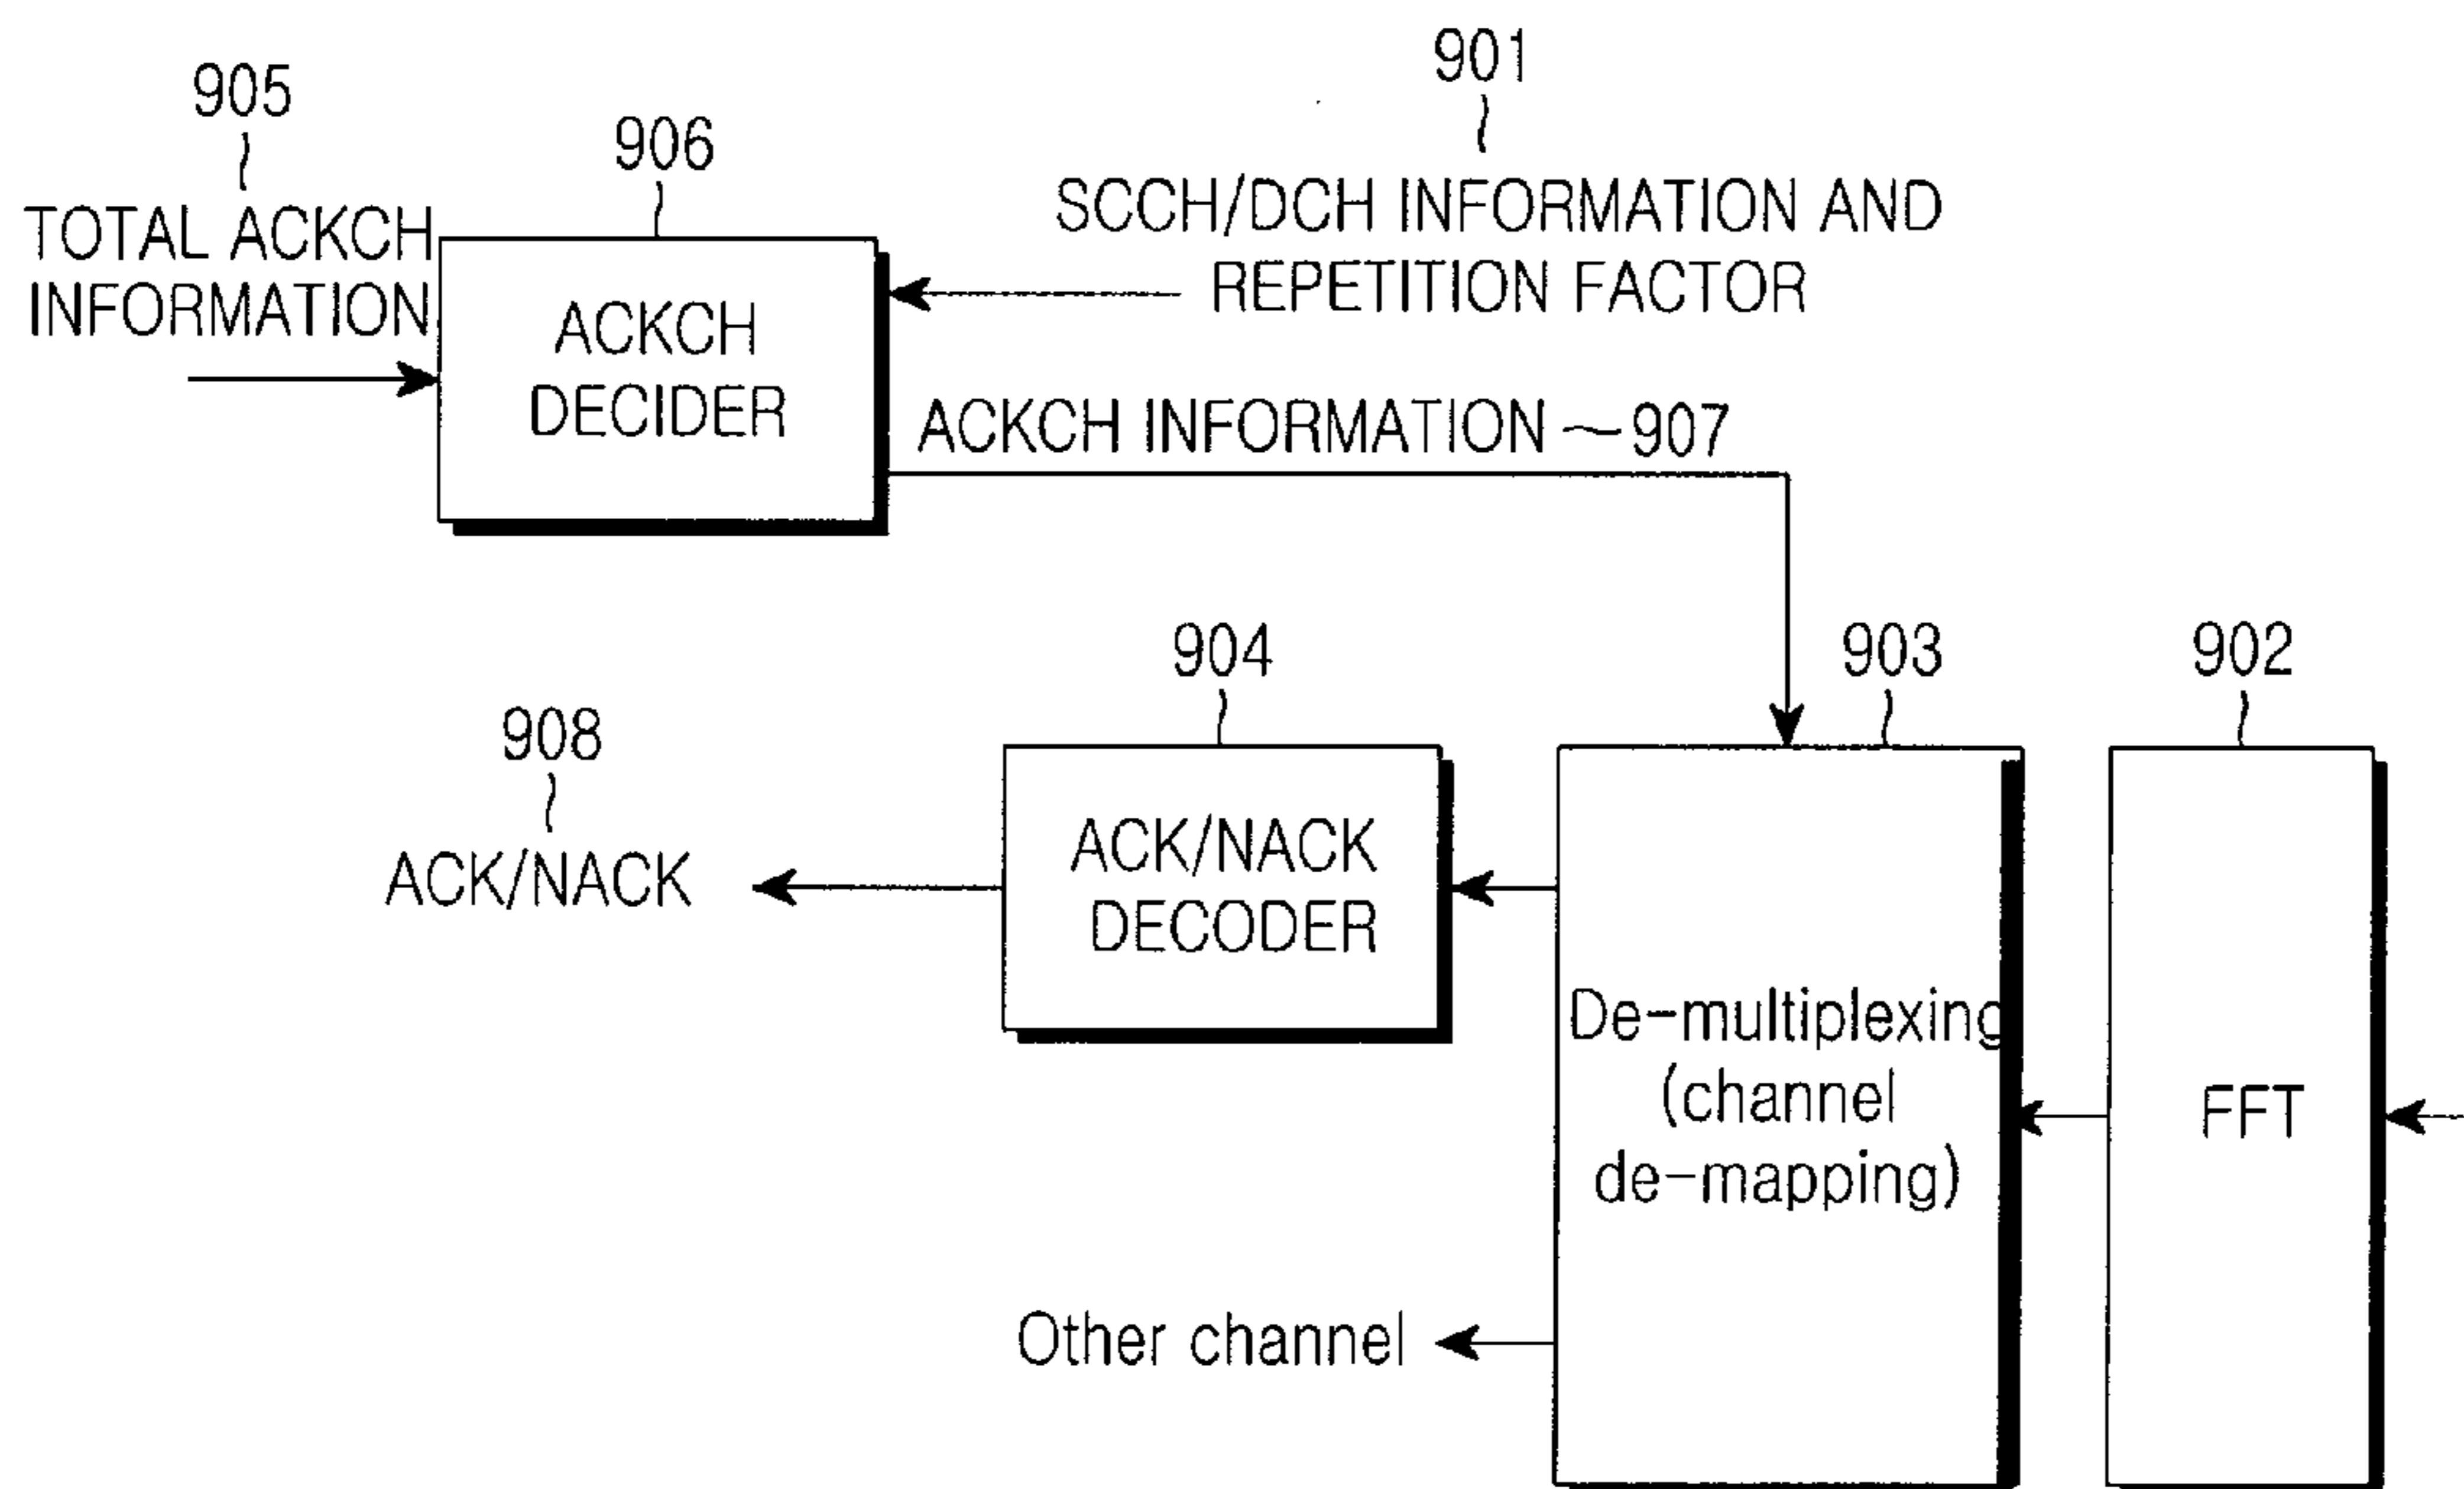 901
905
906
SCCH/DCH INFORMATION AND
REPETITION FACTOR
TOTAL ACKCH
INFORMATION
ACKCH
DECIDER
ACKCH INFORMATION ~907
904
903
902
908
ACK/NACK
DECODER
ACK/NACK
De-multiplexing
(channel
de-mapping)
FFT
Other channel